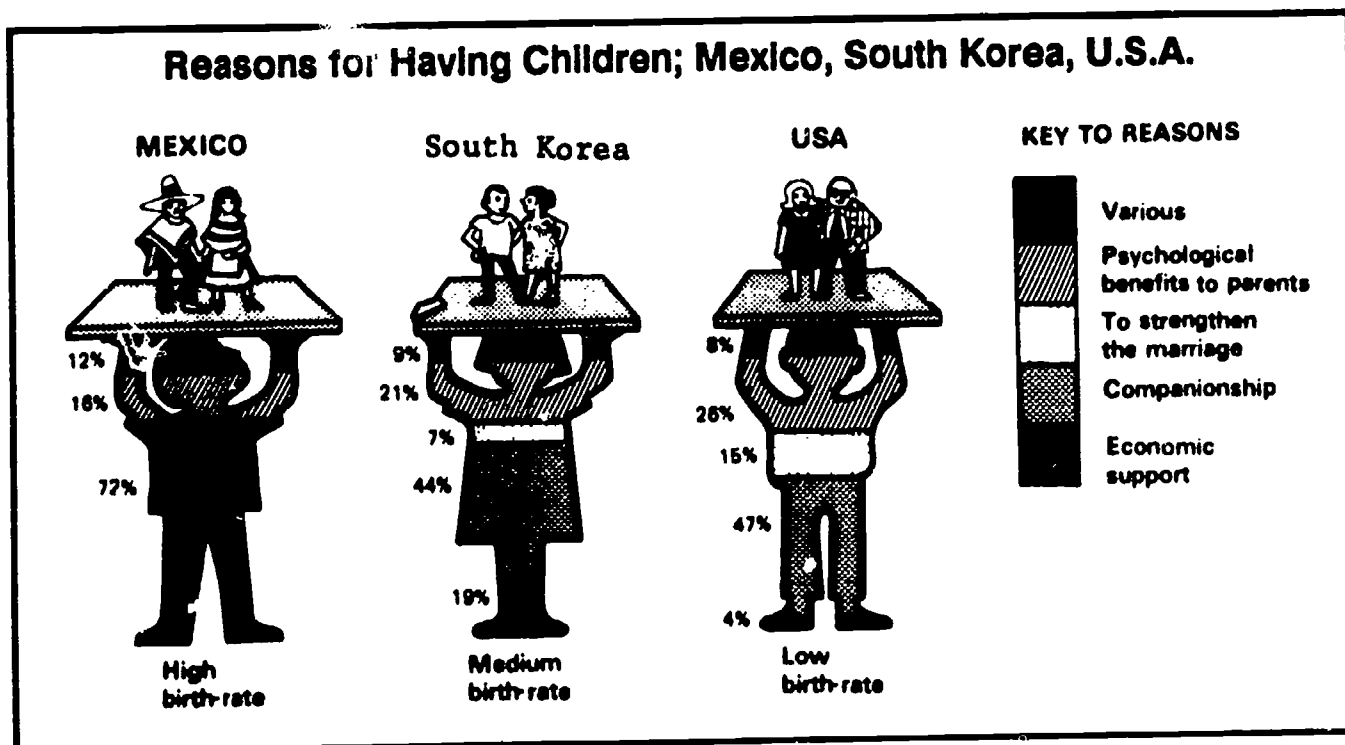 Reasons for Having Children; Mexico, South Korea, U.S.A.
MEXICO
12%
16%
72%
High
birth-rate
South Korea
9%
21%
7%
44%
19%
Medium
birth-rate
USA
8%
26%
15%
47%
4%
Low
birth-rate
KEY TO REASONS
Various
Psychological
benefits to parents
To strengthen
the marriage
Companionship
Economic
support